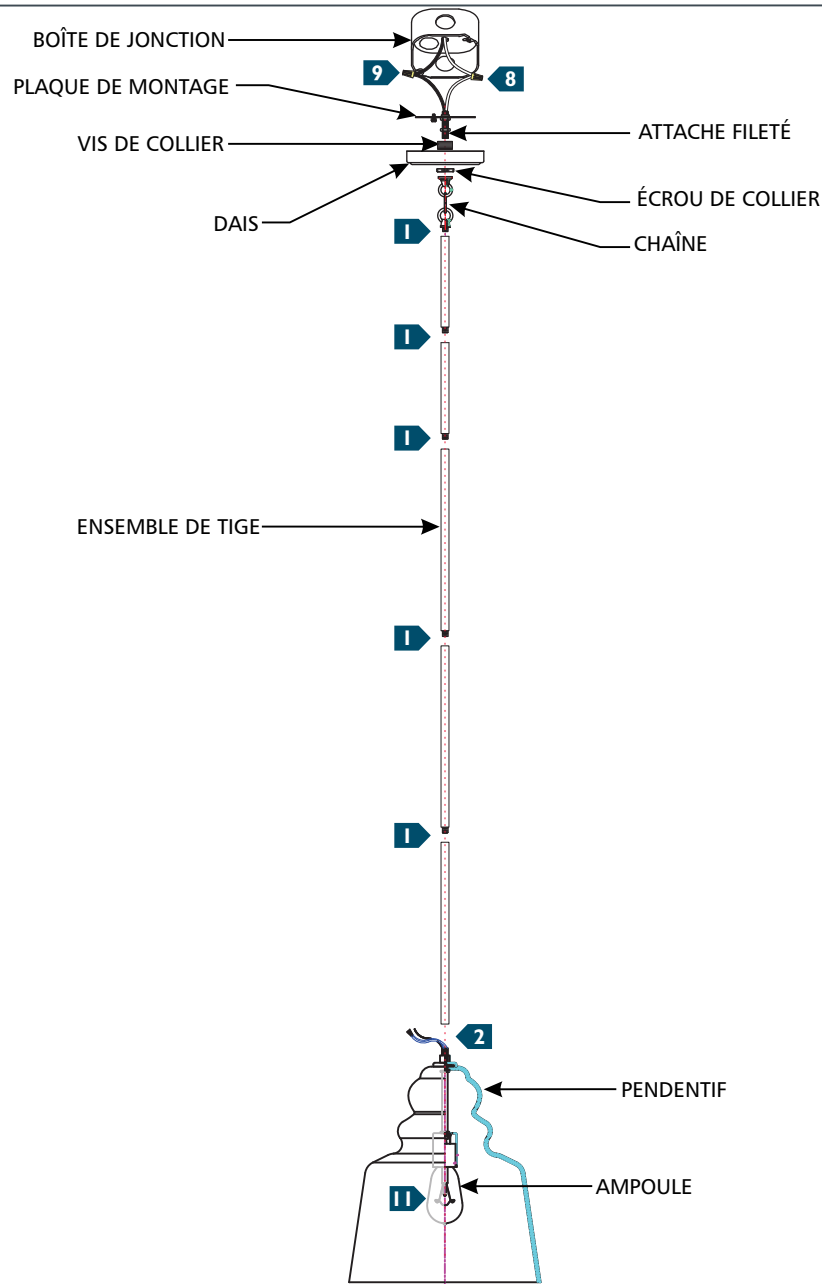 BOÎTE DE JONCTION
9
8
PLAQUE DE MONTAGE
ATTACHE FILETÉ
VIS DE COLLIER
ÉCROU DE COLLIER
DAIS
CHAÎNE
1
1
1
ENSEMBLE DE TIGE
1
1
2
PENDENTIF
AMPOULE
11